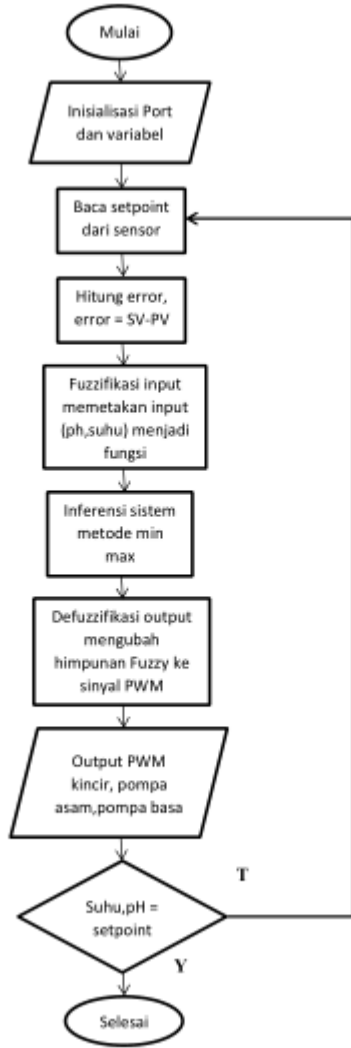 Mulai
Inisialisasi Port
dan variabel
Baca setpoint
dari sensor
Hitung error,
error = SV-PV
Fuzzifikasi input
memetakan input
(ph,suhu) menjadi
fungsi
Inferensi sistem
metode min
max
Defuzzifikasi output
mengubah
himpunan Fuzzy ke
sinyal PWM
Output PWM
kincir, pompa
asam,pompa basa
T
Suhu,pH =
setpoint
Y
Selesai